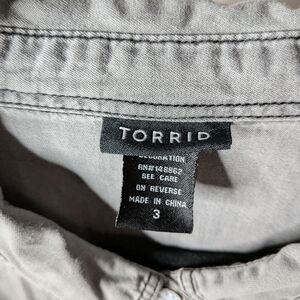 TORRID
RN#148862
SEE CARE
ON REVERSE
MADE IN CHINA
3